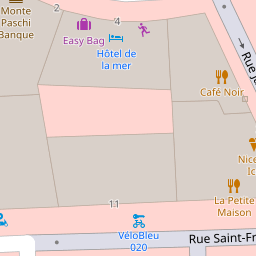 2
4
Monte
Paschi
Banque
Easy Bag
Hôtel de
la mer
Café Noir
Rue J
Nice
Ic
La Petite
Maison
11
VéloBleu
020
Rue Saint-Fr